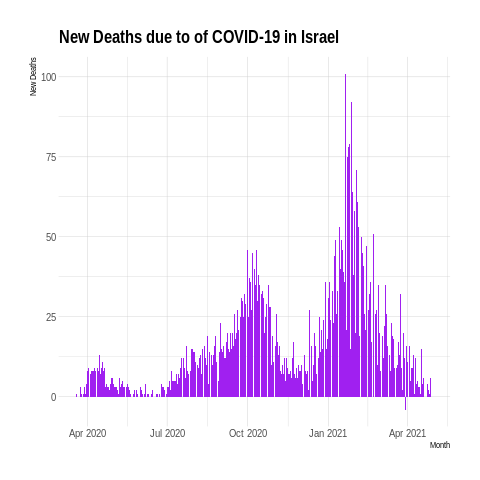 New Deaths due to of COVID-19 in Israel
New Deaths
100
75
50
25
0
Apr 2020 Jul 2020 Oct 2020 Jan 2021 Apr 2021
Month